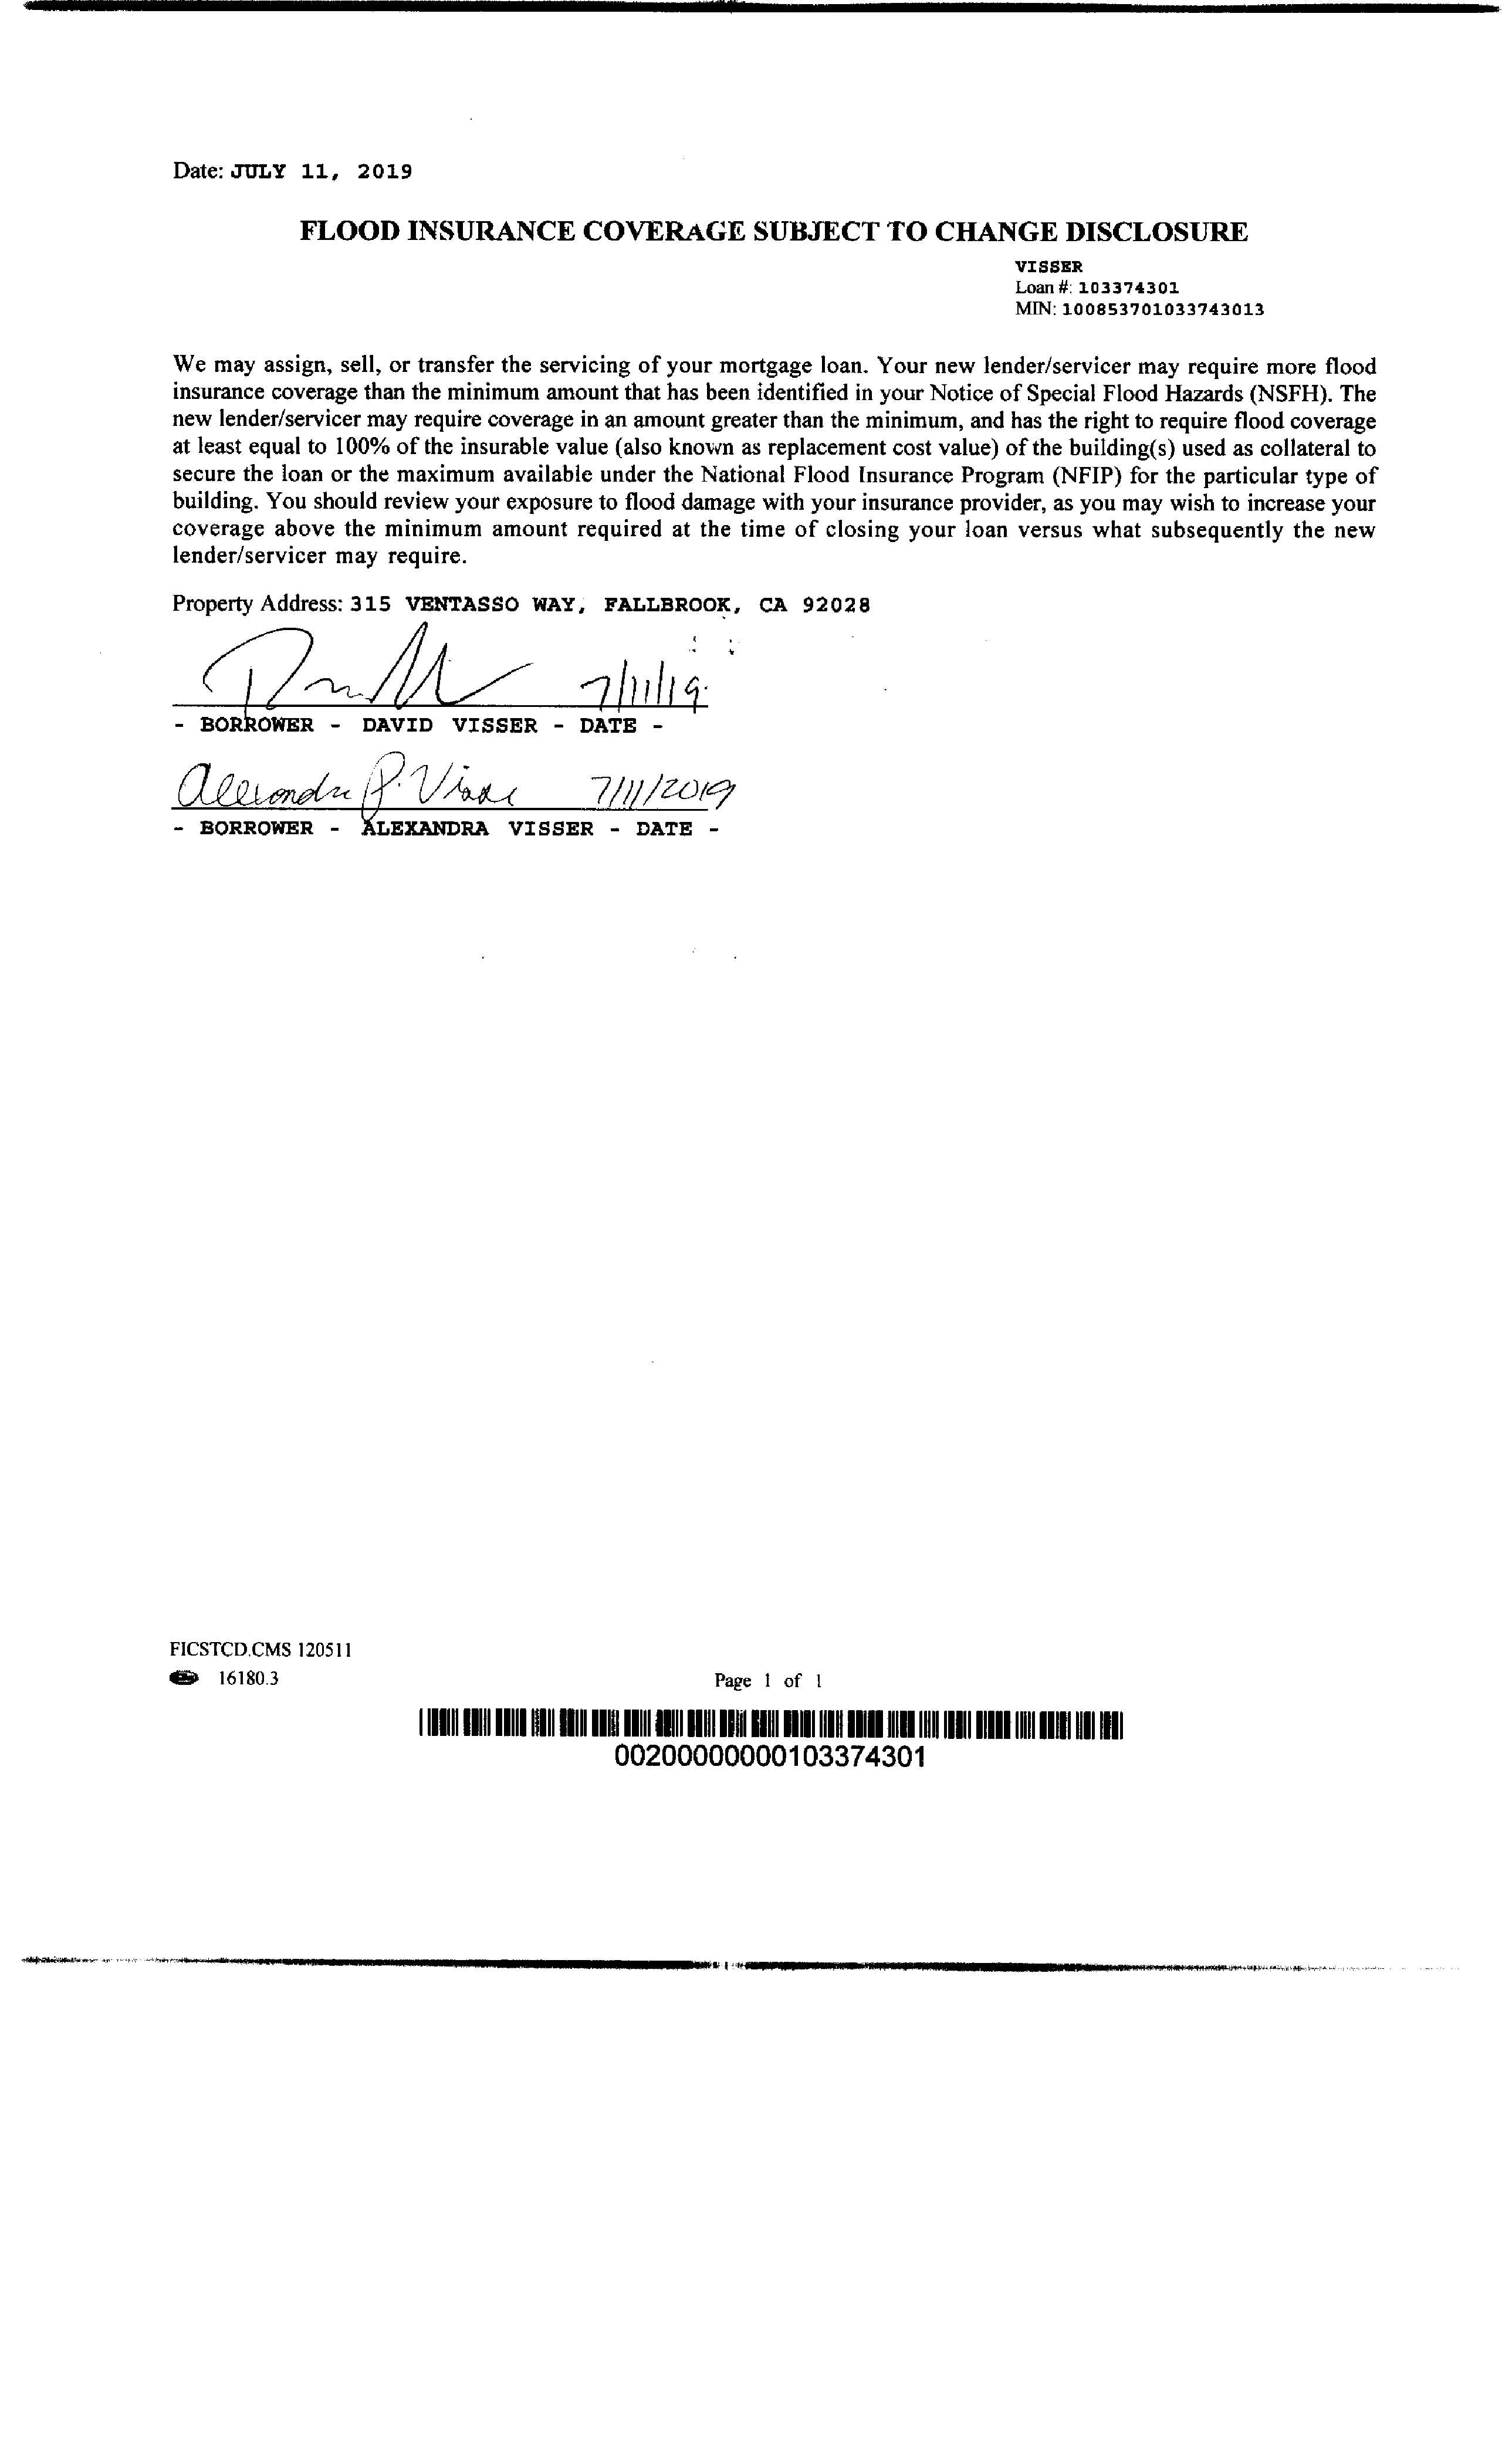 Date: JULY 11, 2019
FLOOD INSURANCE COVERAGE SUBJECT TO CHANGE DISCLOSURE
VISSER
Loan #: 103374301
MIN: 100853701033743013
We may assign, sell, or transfer the servicing of your mortgage loan. Your new lender/servicer may require more flood
insurance coverage than the minimum amount that has been identified in your Notice of Special Flood Hazards (NSFH). The
new lender/servicer may require coverage in an amount greater than the minimum, and has the right to require flood coverage
at least equal to 100% of the insurable value (also known as replacement cost value) of the building(s) used as collateral to
secure the loan or the maximum available under the National Flood Insurance Program (NFIP) for the particular type of
building. You should review your exposure to flood damage with your insurance provider, as you may wish to increase your
coverage above the minimum amount required at the time of closing your loan versus what subsequently the new
lender/servicer may require.
Property Address: 315 VENTASSO WAY, FALLBROOK, CA 92028
7/11/19
- BORROWER - DAVID VISSER - DATE -
Alexandra P. Visser 7/11/2019
- BORROWER - ALEXANDRA VISSER - DATE -
FICSTCD.CMS 120511
16180.3
Page 1 of 1
00200000000103374301